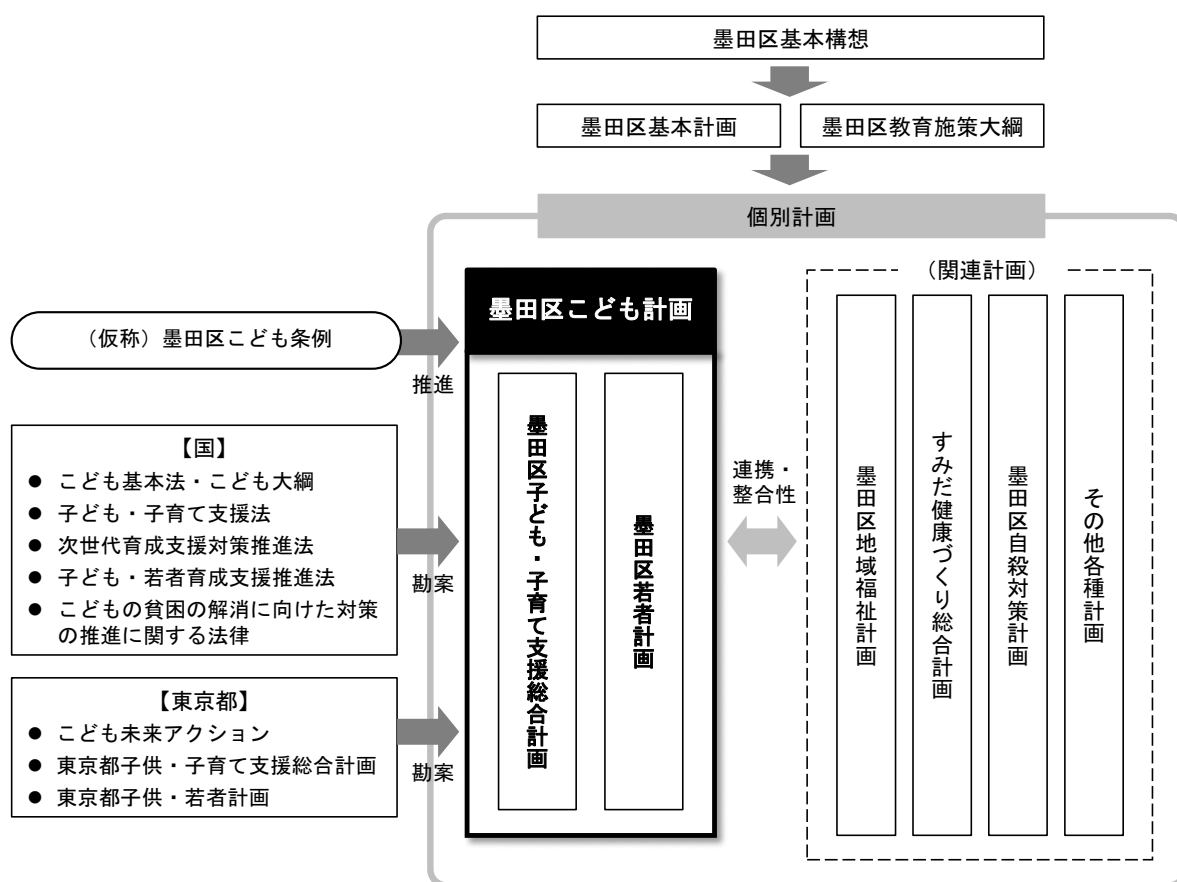 墨田区基本構想
墨田区基本計画
墨田区教育施策大綱
個別計画
(仮称)墨田区こども条例
推進
【国】
● こども基本法・こども大綱
● 子ども・子育て支援法
● 次世代育成支援対策推進法
● 子ども・若者育成支援推進法
● こどもの貧困の解消に向けた対策
の推進に関する法律
勘案
【東京都】
● こども未来アクション
● 東京都子供・子育て支援総合計画
● 東京都子供・若者計画
勘案
墨田区こども計画
墨田区子ども・子育て支援総合計画
墨田区若者計画
連携・
整合性
(関連計画)
墨田区地域福祉計画
すみだ健康づくり総合計画
墨田区自殺対策計画
その他各種計画